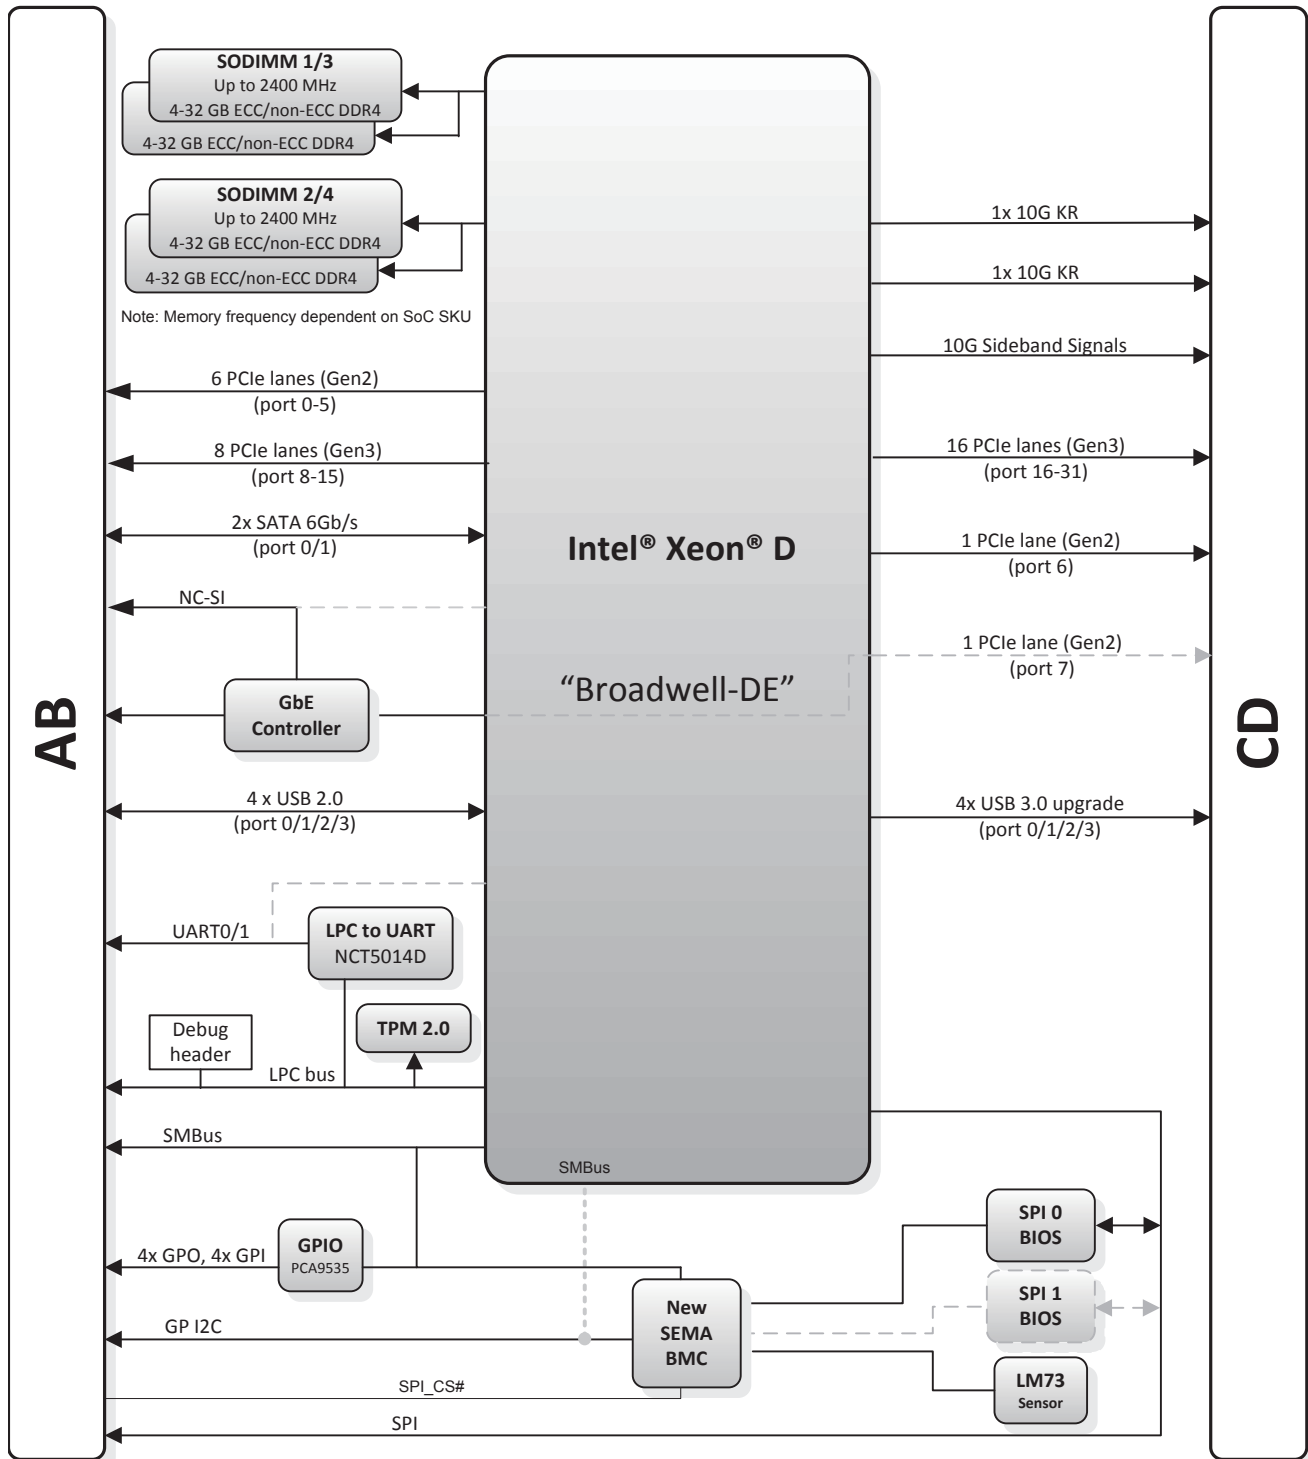 SODIMM 1/3
Up to 2400 MHz
4-32 GB ECC/non-ECC DDR4
4-32 GB ECC/non-ECC DDR4
SODIMM 2/4
Up to 2400 MHz
4-32 GB ECC/non-ECC DDR4
4-32 GB ECC/non-ECC DDR4
Note: Memory frequency dependent on SoC SKU
6 PCIe lanes (Gen2)
(port 0-5)
8 PCIe lanes (Gen3)
(port 8-15)
2x SATA 6Gb/s
(port 0/1)
NC-SI
GbE
Controller
4 x USB 2.0
(port 0/1/2/3)
UART0/1
LPC to UART
NCT5014D
TPM 2.0
Debug
header
LPC bus
SMBus
4x GPO, 4x GPI
GPIO
PCA9535
GP I2C
SPI_CS#
SPI
AB
Intel® Xeon® D
“Broadwell-DE”
SMBus
New
SEMA
BMC
1x 10G KR
1x 10G KR
10G Sideband Signals
16 PCIe lanes (Gen3)
(port 16-31)
1 PCIe lane (Gen2)
(port 6)
1 PCIe lane (Gen2)
(port 7)
4x USB 3.0 upgrade
(port 0/1/2/3)
SPI 0
BIOS
SPI 1
BIOS
LM73
Sensor
CD